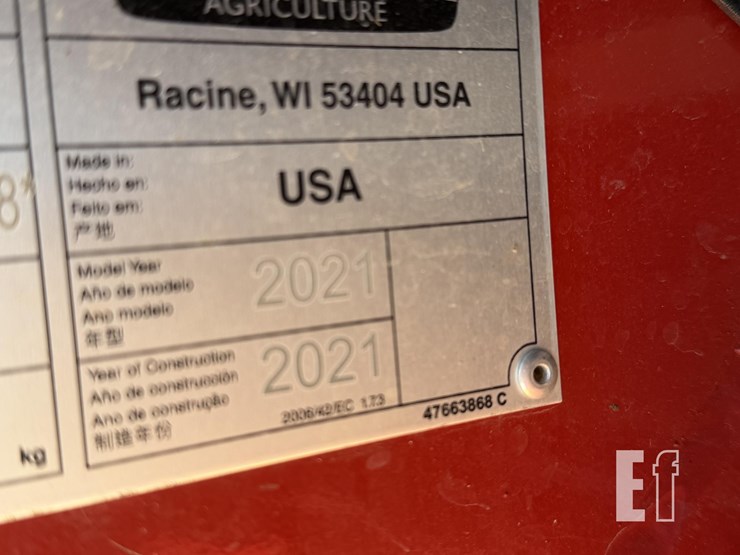 AGRICULTURE
Racine, WI 53404 USA
Made in:
Hecho en:
Feito em:
产地
USA
8*
Model Year
Año de modelo
Ano modelo
年型
2021
Year of Construction
Año de construcción
Ano de construção
制造年份
2021
2006/42/EC 1.7.3
47663868 C
kg
Ef